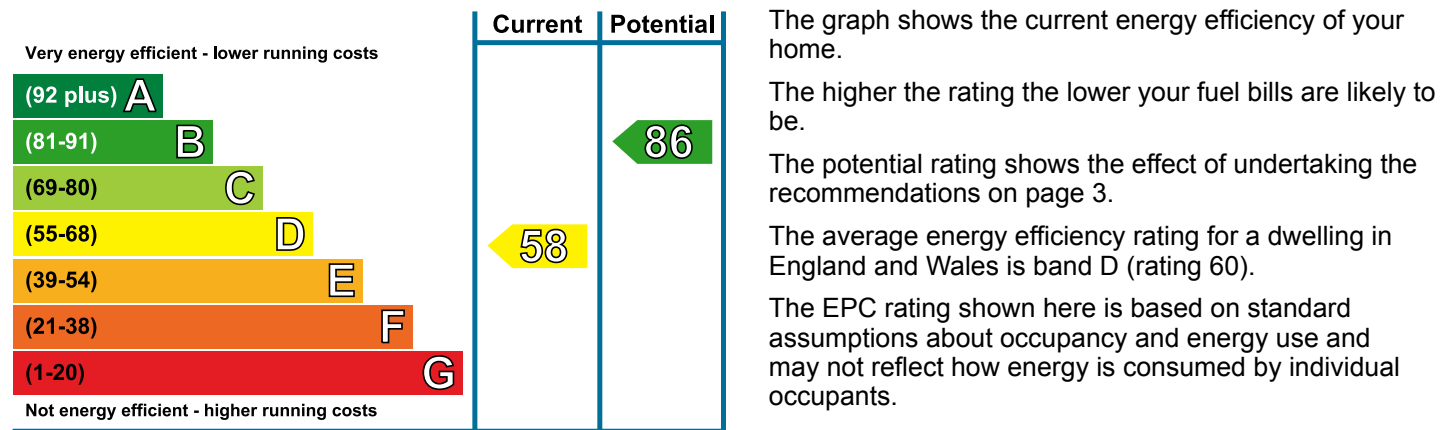 Current Potential
Very energy efficient - lower running costs
(92 plus) A
(81-91) B
86
(69-80) C
(55-68) D
58
(39-54) E
(21-38) F
(1-20) G
Not energy efficient - higher running costs
The graph shows the current energy efficiency of your
home.
The higher the rating the lower your fuel bills are likely to
be.
The potential rating shows the effect of undertaking the
recommendations on page 3.
The average energy efficiency rating for a dwelling in
England and Wales is band D (rating 60).
The EPC rating shown here is based on standard
assumptions about occupancy and energy use and
may not reflect how energy is consumed by individual
occupants.